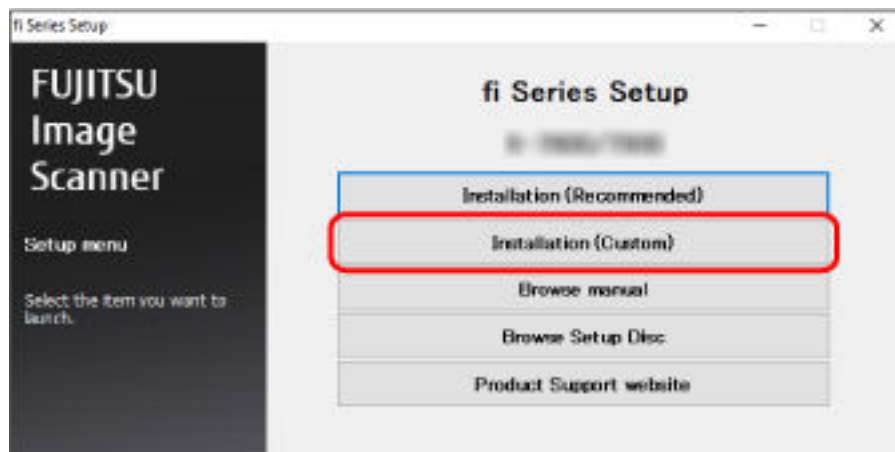 fi Series Setup
FUJITSU
Image
Scanner
Setup menu
Select the item you want to
launch.
fi Series Setup
Installation (Recommended)
Installation (Custom)
Browse manual
Browse Setup Disc
Product Support website